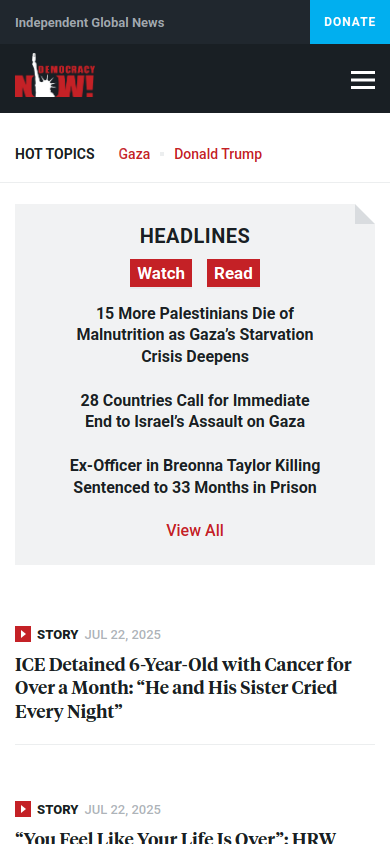 Independent Global News
DONATE
DEMOCRACY
NOW!
HOT TOPICS
Gaza
Donald Trump
HEADLINES
Watch
Read
15 More Palestinians Die of
Malnutrition as Gaza’s Starvation
Crisis Deepens
28 Countries Call for Immediate
End to Israel’s Assault on Gaza
Ex-Officer in Breonna Taylor Killing
Sentenced to 33 Months in Prison
View All
STORY JUL 22, 2025
ICE Detained 6-Year-Old with Cancer for
Over a Month: “He and His Sister Cried
Every Night”
STORY JUL 22, 2025
“You Feel Like Your Life Is Over”: HRW